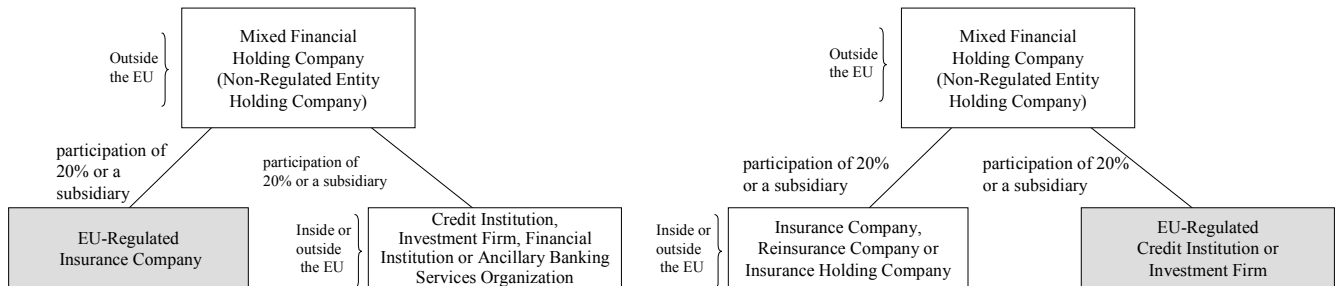 Outside
the EU
Mixed Financial
Holding Company
(Non-Regulated Entity
Holding Company)
participation of
20% or a
subsidiary
participation of
20% or a subsidiary
EU-Regulated
Insurance Company
Inside or
outside
the EU
Credit Institution,
Investment Firm, Financial
Institution or Ancillary Banking
Services Organization
Outside
the EU
Mixed Financial
Holding Company
(Non-Regulated Entity
Holding Company)
participation of 20%
or a subsidiary
participation of 20%
or a subsidiary
Inside or
outside
the EU
Insurance Company,
Reinsurance Company or
Insurance Holding Company
EU-Regulated
Credit Institution or
Investment Firm